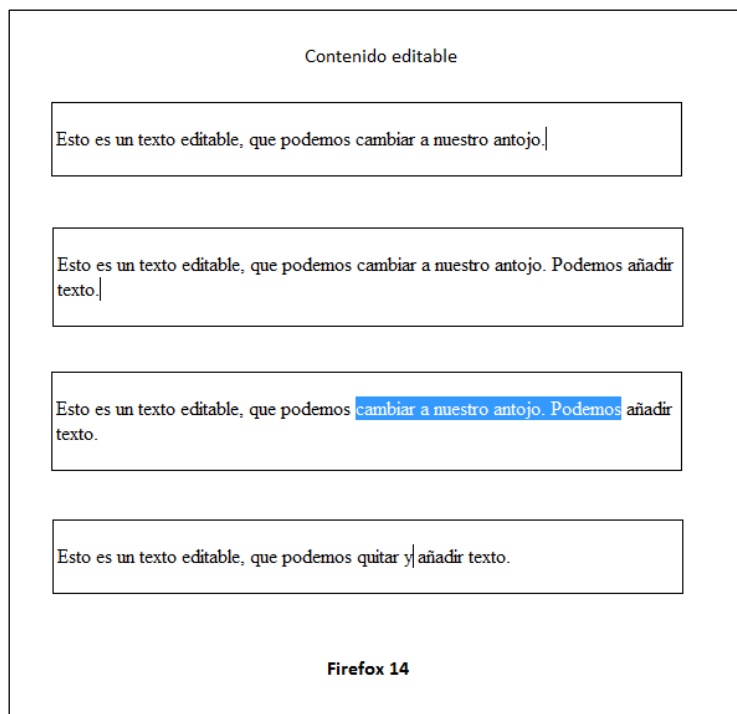 Contenido editable
Esto es un texto editable, que podemos cambiar a nuestro antojo.
Esto es un texto editable, que podemos cambiar a nuestro antojo. Podemos añadir
texto.
Esto es un texto editable, que podemos cambiar a nuestro antojo. Podemos añadir
texto.
Esto es un texto editable, que podemos quitar y añadir texto.
Firefox 14